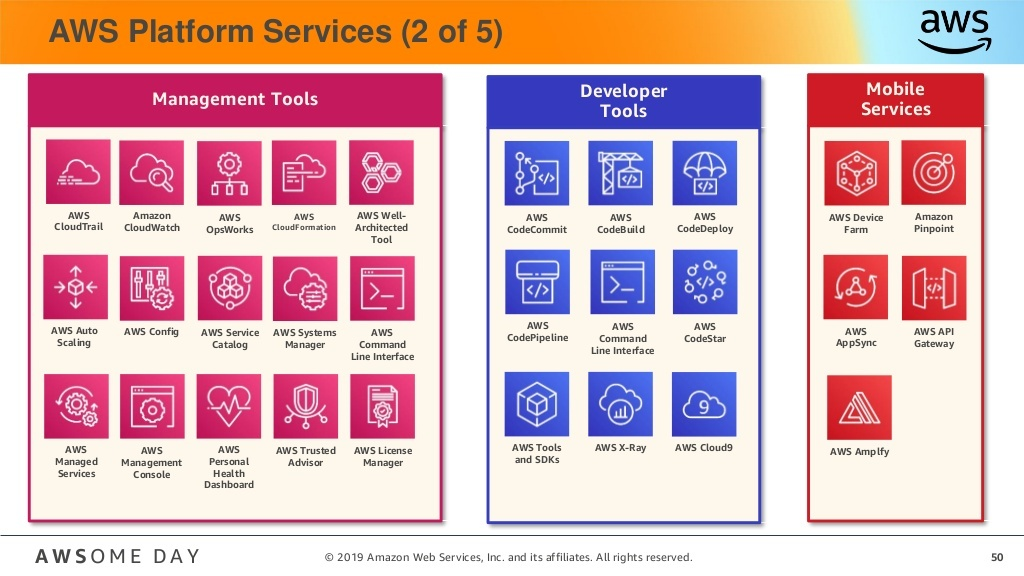 AWS Platform Services (2 of 5)
aws
Management Tools
AWS
CloudTrail
Amazon
CloudWatch
AWS
OpsWorks
AWS
CloudFormation
AWS Well-
Architected
Tool
AWS Auto
Scaling
AWS Config
AWS Service
Catalog
AWS Systems
Manager
AWS
Command
Line Interface
AWS
Managed
Services
AWS
Management
Console
AWS
Personal
Health
Dashboard
AWS Trusted
Advisor
AWS License
Manager
Developer
Tools
AWS
CodeCommit
AWS
CodeBuild
AWS
CodeDeploy
AWS
CodePipeline
AWS
Command
Line Interface
AWS
CodeStar
AWS Tools
and SDKs
AWS X-Ray
9
AWS Cloud9
Mobile
Services
AWS Device
Farm
Amazon
Pinpoint
AWS
AppSync
AWS API
Gateway
AWS Amplfy
AWSOME DAY
© 2019 Amazon Web Services, Inc. and its affiliates. All rights reserved.
50